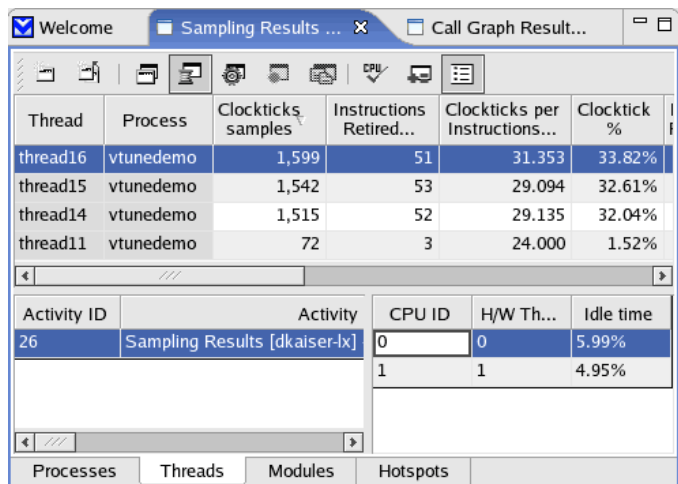 Welcome Sampling Results ... Call Graph Result...
CPU
Thread Process Clockticks samples Instructions Retired... Clockticks per Instructions... Clocktick %
thread16 vtunedemo 1,599 51 31.353 33.82%
thread15 vtunedemo 1,542 53 29.094 32.61%
thread14 vtunedemo 1,515 52 29.135 32.04%
thread11 vtunedemo 72 3 24.000 1.52%
Activity ID Activity CPU ID H/W Th... Idle time
26 Sampling Results [dkaiser-lx] 0 0 5.99%
1 1 4.95%
Processes Threads Modules Hotspots